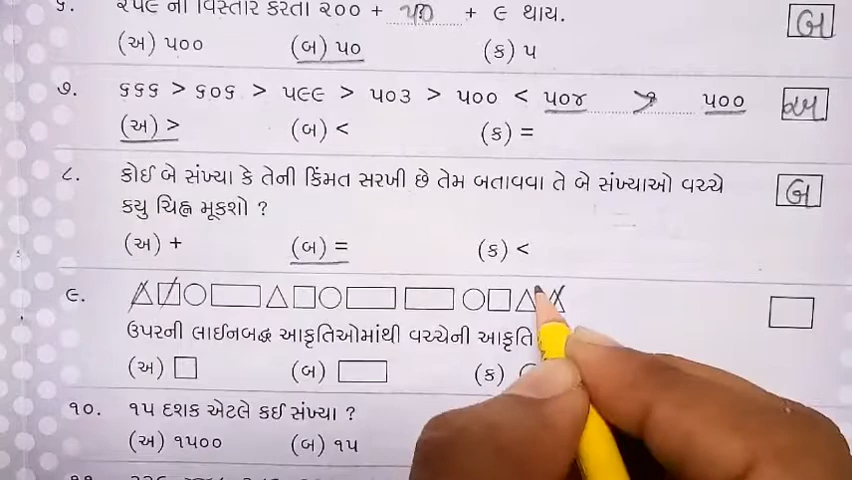 ૬. ૨૫૯ નો વિસ્તાર કરતા ૨૦૦ + ૫૦ + ૯ થાય. બ
(અ) ૫૦૦ (બ) ૫૦ (ક) ૫
૭. ૬૬૬ > ૬૦૬ > ૫૯૯ > ૫૦૩ > ૫૦૦ < ૫૦૪ > ૫૦૦ અ
(અ) > (બ) < (ક) =
૮. કોઈ બે સંખ્યા કે તેની કિંમત સરખી છે તેમ બતાવવા તે બે સંખ્યાઓ વચ્ચે બ
કયુ ચિહ્ન મૂકશો ?
(અ) + (બ) = (ક) <
૯.
ઉપરની લાઈનબદ્ધ આકૃતિઓમાંથી વચ્ચેની આકૃતિ
(અ) (બ) (ક)
૧૦. ૧૫ દશક એટલે કઈ સંખ્યા ?
(અ) ૧૫૦૦ (બ) ૧૫